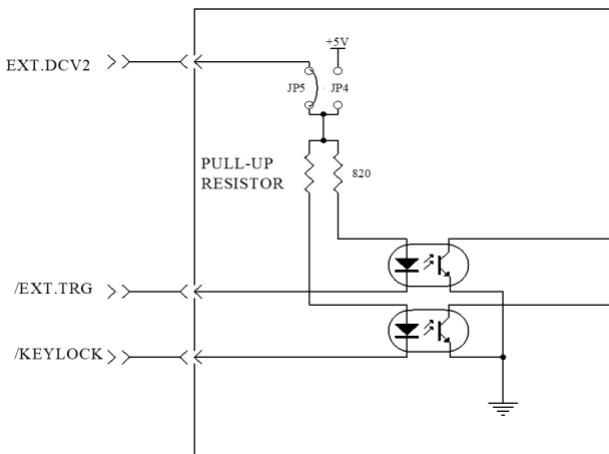 +5V
EXT.DCV2
JP5
JP4
PULL-UP
RESISTOR
820
/EXT.TRG
/KEYLOCK